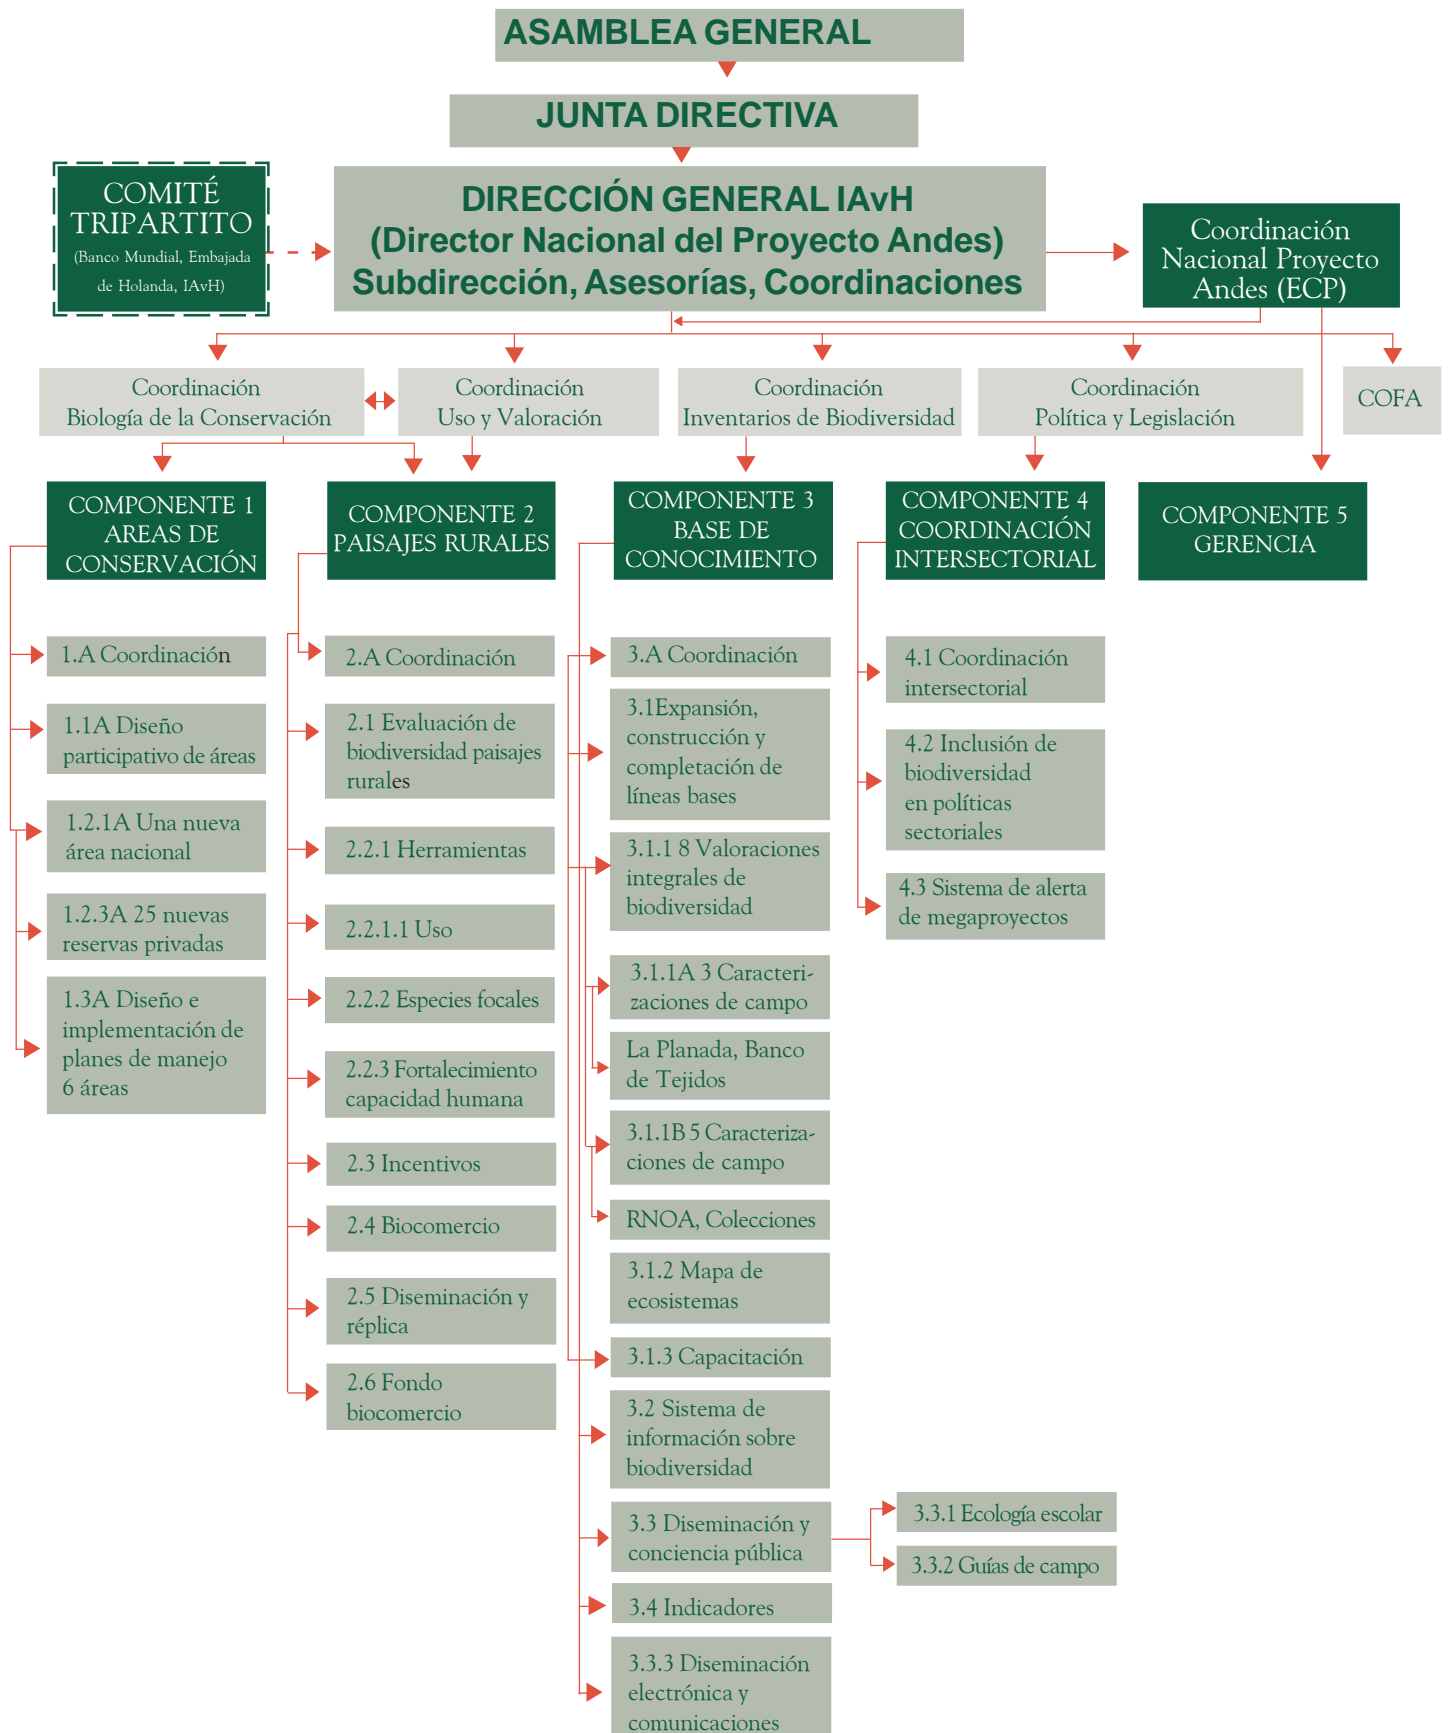 ASAMBLEA GENERAL
JUNTA DIRECTIVA
COMITÉ
TRIPARTITO
(Banco Mundial, Embajada
de Holanda, IAvH)
DIRECCIÓN GENERAL IAvH
(Director Nacional del Proyecto Andes)
Subdirección, Asesorías, Coordinaciones
Coordinación
Nacional Proyecto
Andes (ECP)
Coordinación
Biología de la Conservación
Coordinación
Uso y Valoración
Coordinación
Inventarios de Biodiversidad
Coordinación
Política y Legislación
COFA
COMPONENTE 1
AREAS DE
CONSERVACIÓN
COMPONENTE 2
PAISAJES RURALES
COMPONENTE 3
BASE DE
CONOCIMIENTO
COMPONENTE 4
COORDINACIÓN
INTERSECTORIAL
COMPONENTE 5
GERENCIA
1.A Coordinación
1.1A Diseño
participativo de áreas
1.2.1A Una nueva
área nacional
1.2.3A 25 nuevas
reservas privadas
1.3A Diseño e
implementación de
planes de manejo
6 áreas
2.A Coordinación
2.1 Evaluación de
biodiversidad paisajes
rurales
2.2.1 Herramientas
2.2.1.1 Uso
2.2.2 Especies focales
2.2.3 Fortalecimiento
capacidad humana
2.3 Incentivos
2.4 Biocomercio
2.5 Diseminación y
réplica
2.6 Fondo
biocomercio
3.A Coordinación
3.1Expansión,
construcción y
completación de
líneas bases
3.1.1 8 Valoraciones
integrales de
biodiversidad
3.1.1A 3 Caracteri-
zaciones de campo
La Planada, Banco
de Tejidos
3.1.1B 5 Caracteriza-
ciones de campo
RNOA, Colecciones
3.1.2 Mapa de
ecosistemas
3.1.3 Capacitación
3.2 Sistema de
información sobre
biodiversidad
3.3 Diseminación y
conciencia pública
3.4 Indicadores
3.3.3 Diseminación
electrónica y
comunicaciones
4.1 Coordinación
intersectorial
4.2 Inclusión de
biodiversidad
en políticas
sectoriales
4.3 Sistema de alerta
de megaproyectos
3.3.1 Ecología escolar
3.3.2 Guías de campo